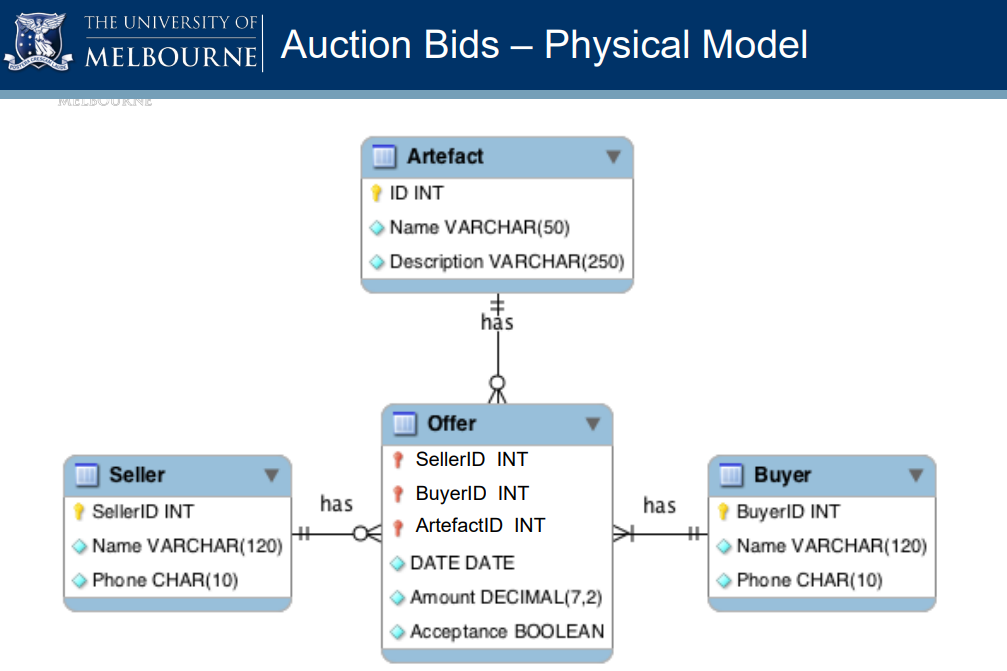 THE UNIVERSITY OF
MELBOURNE
Auction Bids – Physical Model
MELBOURNE
Artefact
ID INT
Name VARCHAR(50)
Description VARCHAR(250)
has
Offer
SellerID INT
BuyerID INT
ArtefactID INT
DATE DATE
Amount DECIMAL(7,2)
Acceptance BOOLEAN
Seller
SellerID INT
Name VARCHAR(120)
Phone CHAR(10)
has
has
Buyer
BuyerID INT
Name VARCHAR(120)
Phone CHAR(10)